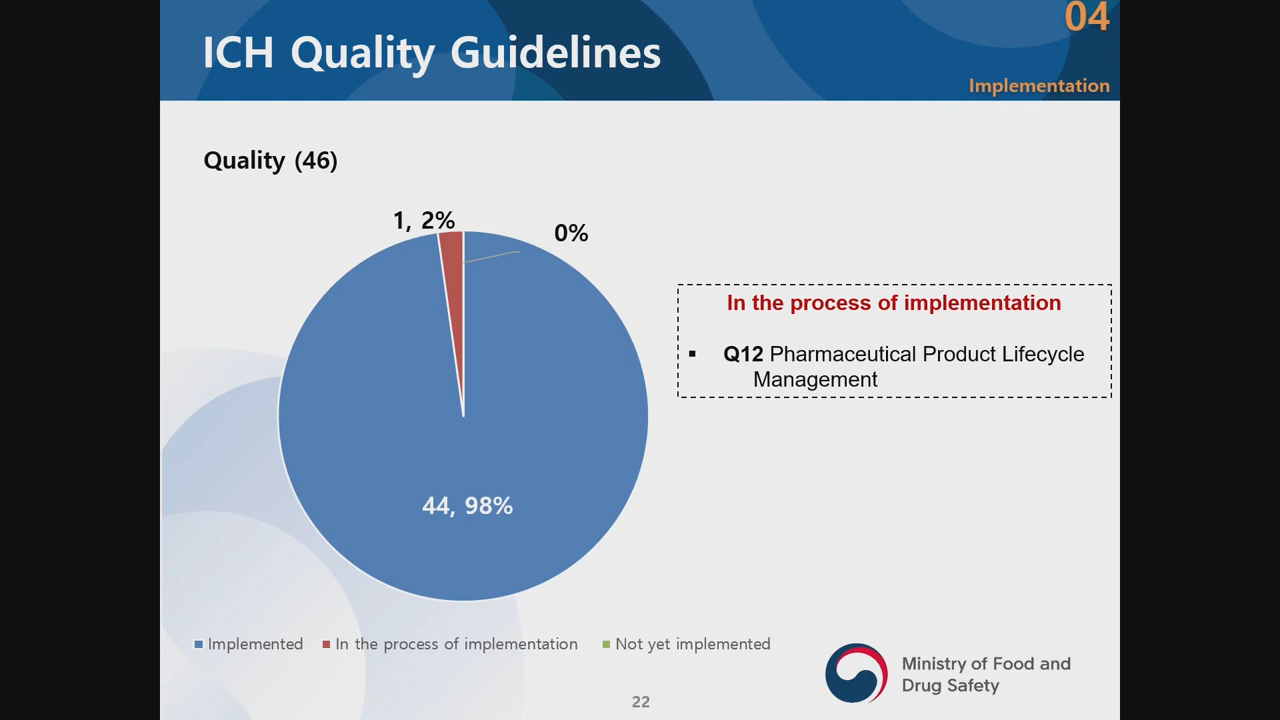 04
ICH Quality Guidelines
Implementation
Quality (46)
1, 2%
0%
In the process of implementation
▪ Q12 Pharmaceutical Product Lifecycle
Management
44, 98%
Implemented
In the process of implementation
Not yet implemented
Ministry of Food and
Drug Safety
22